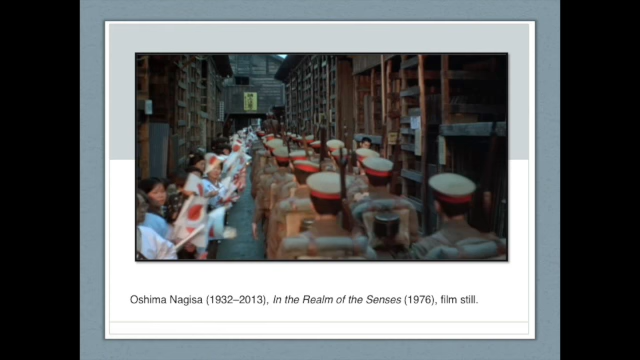 Oshima Nagisa (1932–2013), In the Realm of the Senses (1976), film still.